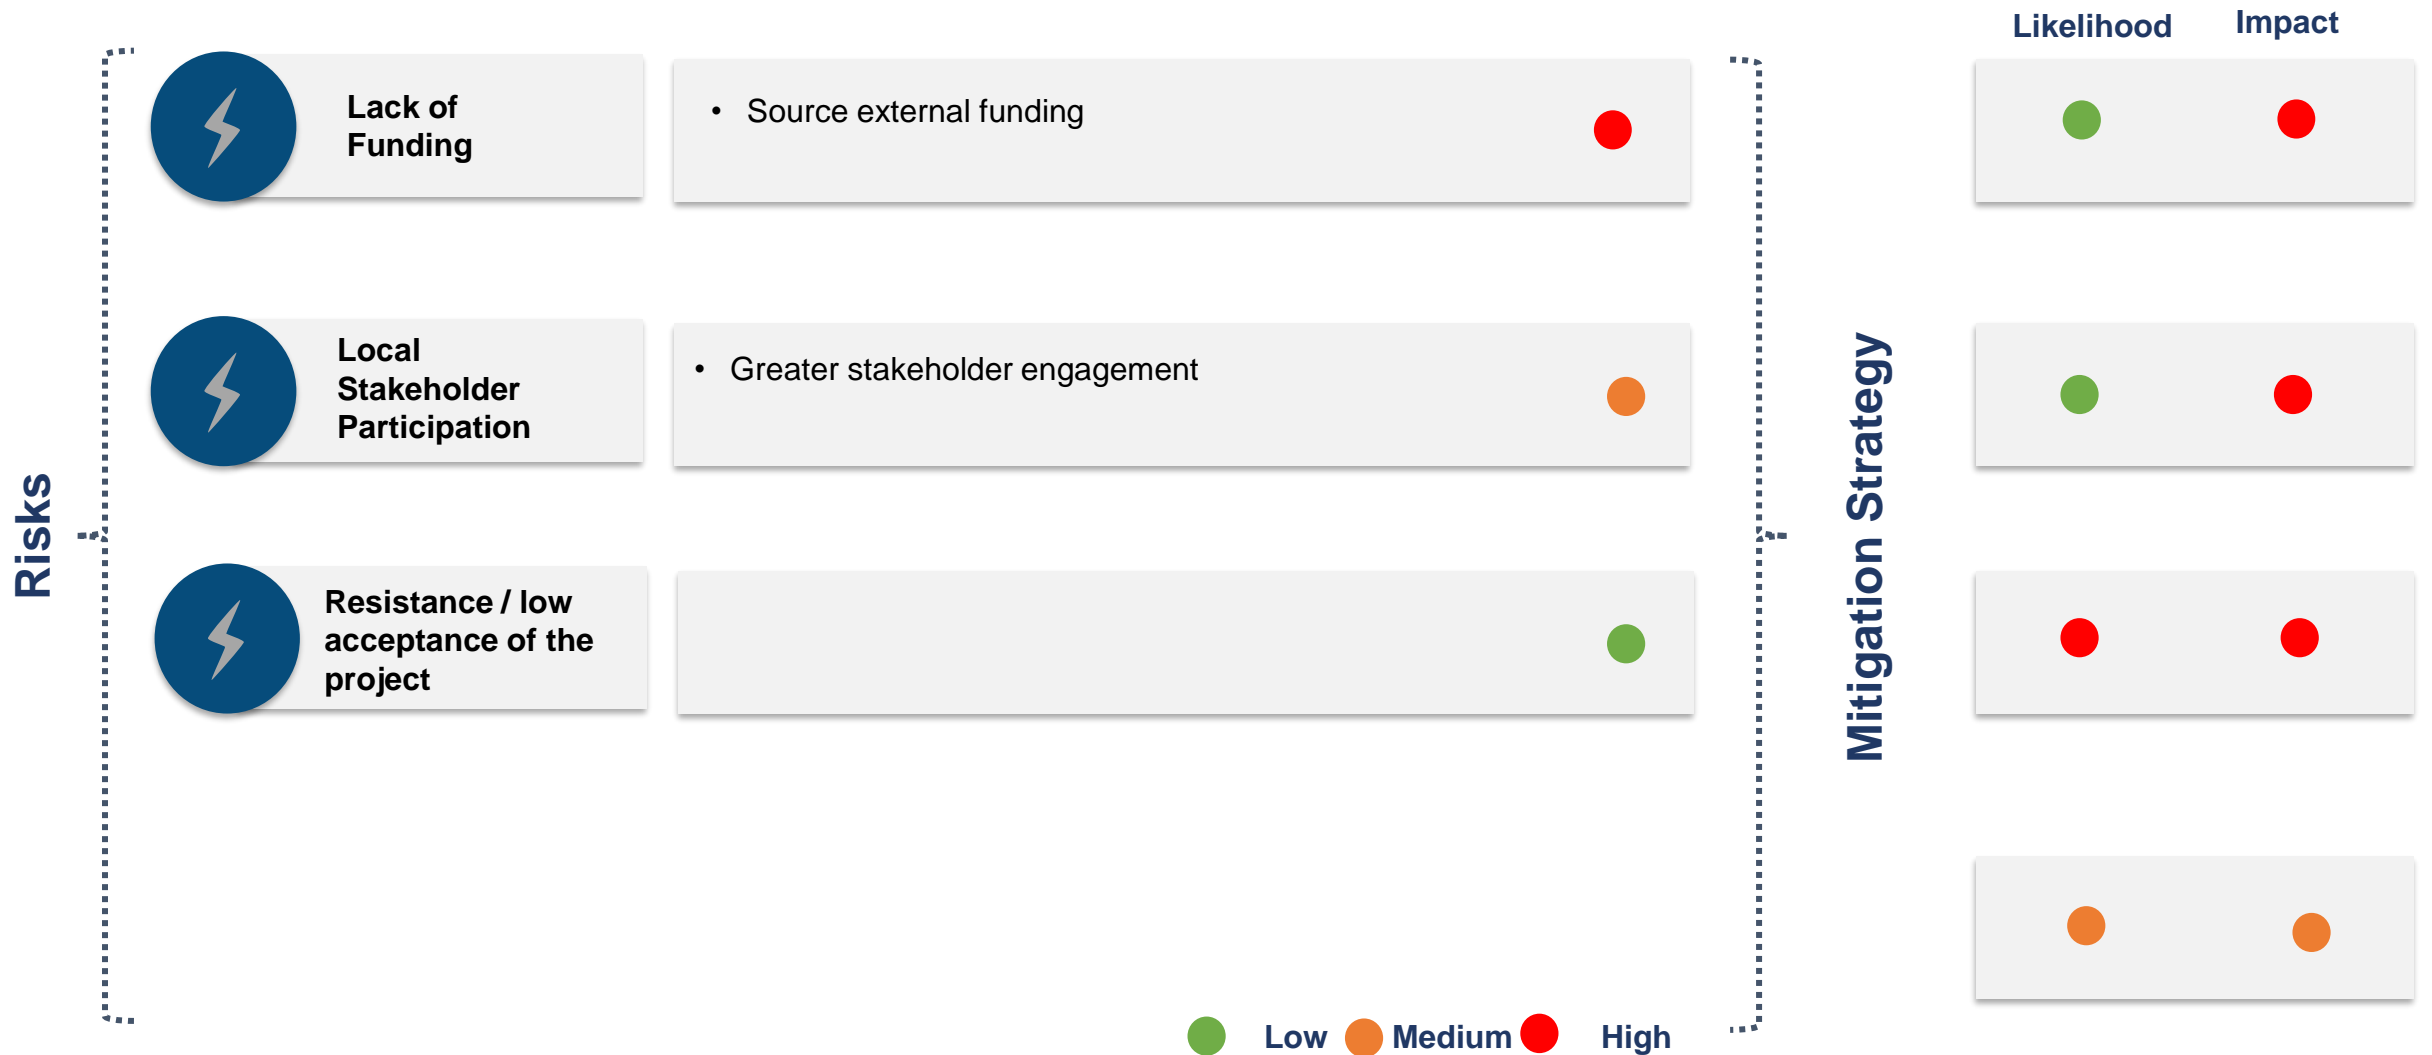 Likelihood
Impact
Lack of
Funding
• Source external funding
Local
Stakeholder
Participation
• Greater stakeholder engagement
Risks
Mitigation Strategy
Resistance / low
acceptance of the
project
Low
Medium
High